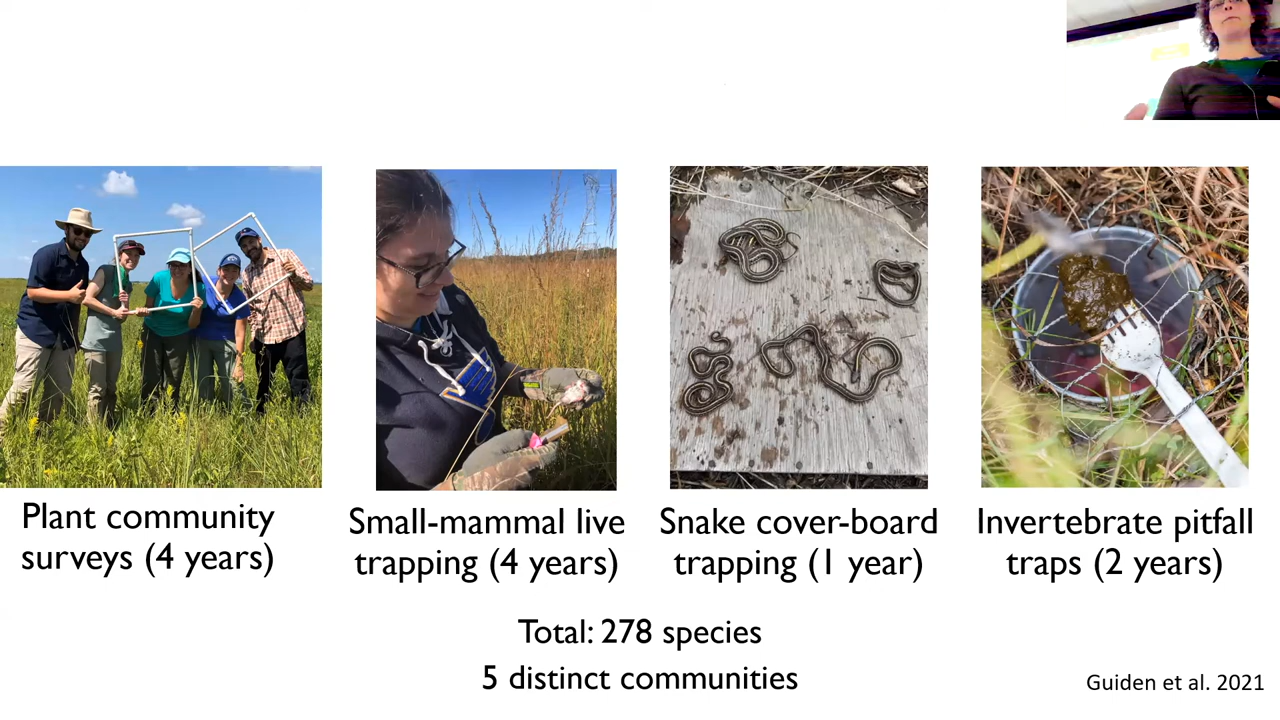 Plant community
surveys (4 years)
Small-mammal live
trapping (4 years)
Snake cover-board
trapping (1 year)
Invertebrate pitfall
traps (2 years)
Total: 278 species
5 distinct communities
Guiden et al. 2021